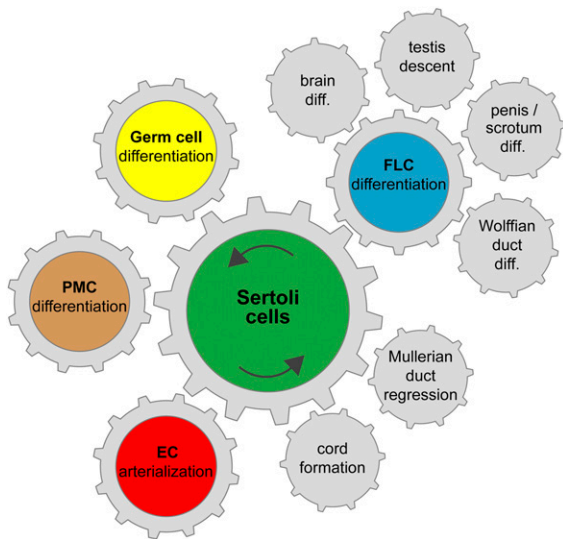 testis
descent
brain
diff.
penis /
scrotum
diff.
Germ cell
differentiation
FLC
differentiation
Wolffian
duct
diff.
PMC
differentiation
Sertoli
cells
Mullerian
duct
regression
EC
arterialization
cord
formation